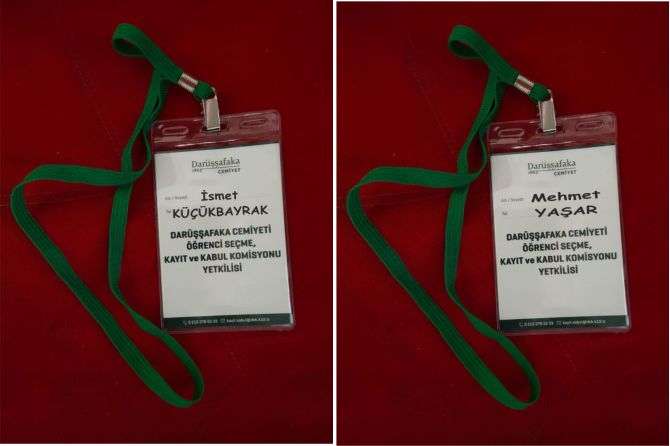 Darüşşafaka
1863 CEMİYET
Adı / Soyadı:
İsmet
KÜÇÜKBAYRAK
DARÜŞŞAFAKA CEMİYETİ
ÖĞRENCİ SEÇME,
KAYIT ve KABUL KOMİSYONU
YETKİLİSİ
Darüşşafaka
1863 CEMİYET
Adı / Soyadı:
Mehmet
YAŞAR
DARÜŞŞAFAKA CEMİYETİ
ÖĞRENCİ SEÇME,
KAYIT ve KABUL KOMİSYONU
YETKİLİSİ